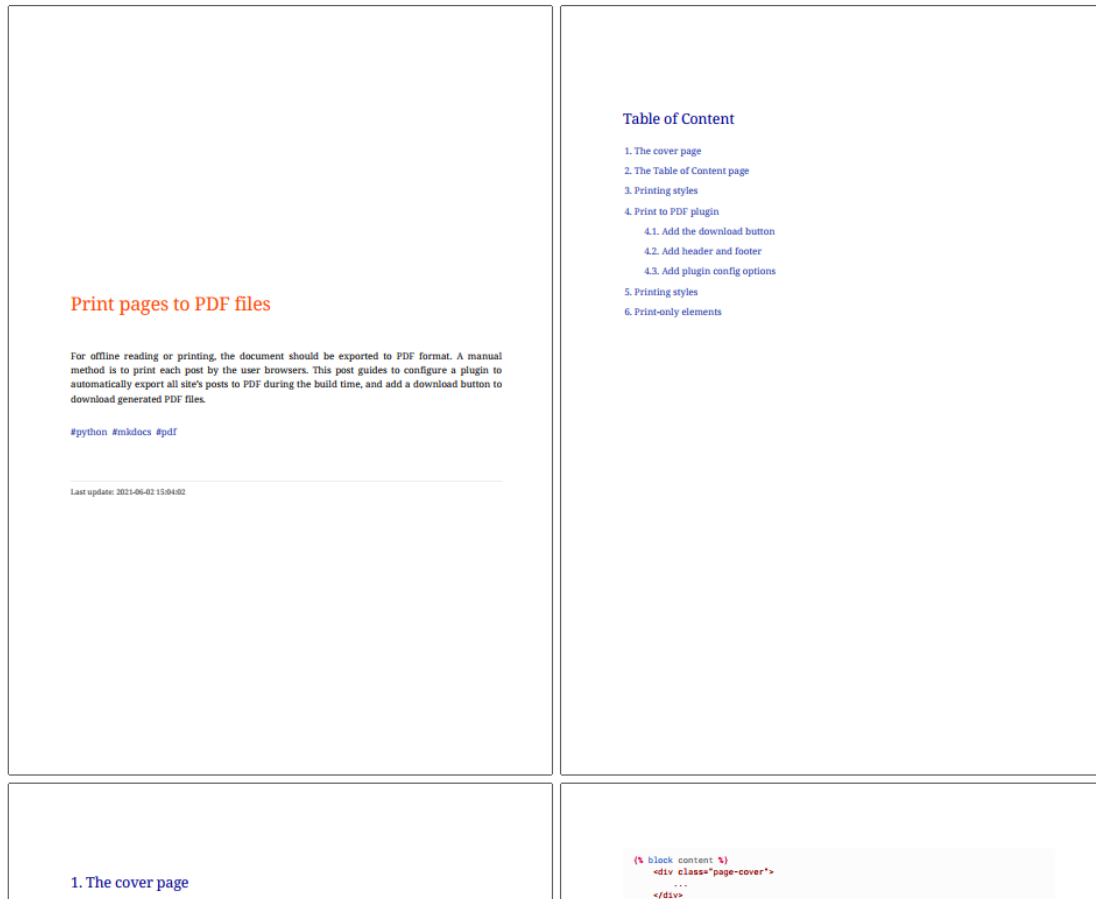 Print pages to PDF files
For offline reading or printing, the document should be exported to PDF format. A manual
method is to print each post by the user browsers. This post guides to configure a plugin to
automatically export all site's posts to PDF during the build time, and add a download button to
download generated PDF files.
#python #mkdocs #pdf
Last update: 2021-06-02 15:04:02
Table of Content
1. The cover page
2. The Table of Content page
3. Printing styles
4. Print to PDF plugin
4.1. Add the download button
4.2. Add header and footer
4.3. Add plugin config options
5. Printing styles
6. Print-only elements
1. The cover page
{% block content %}
<div class="page-cover">
...
</div>